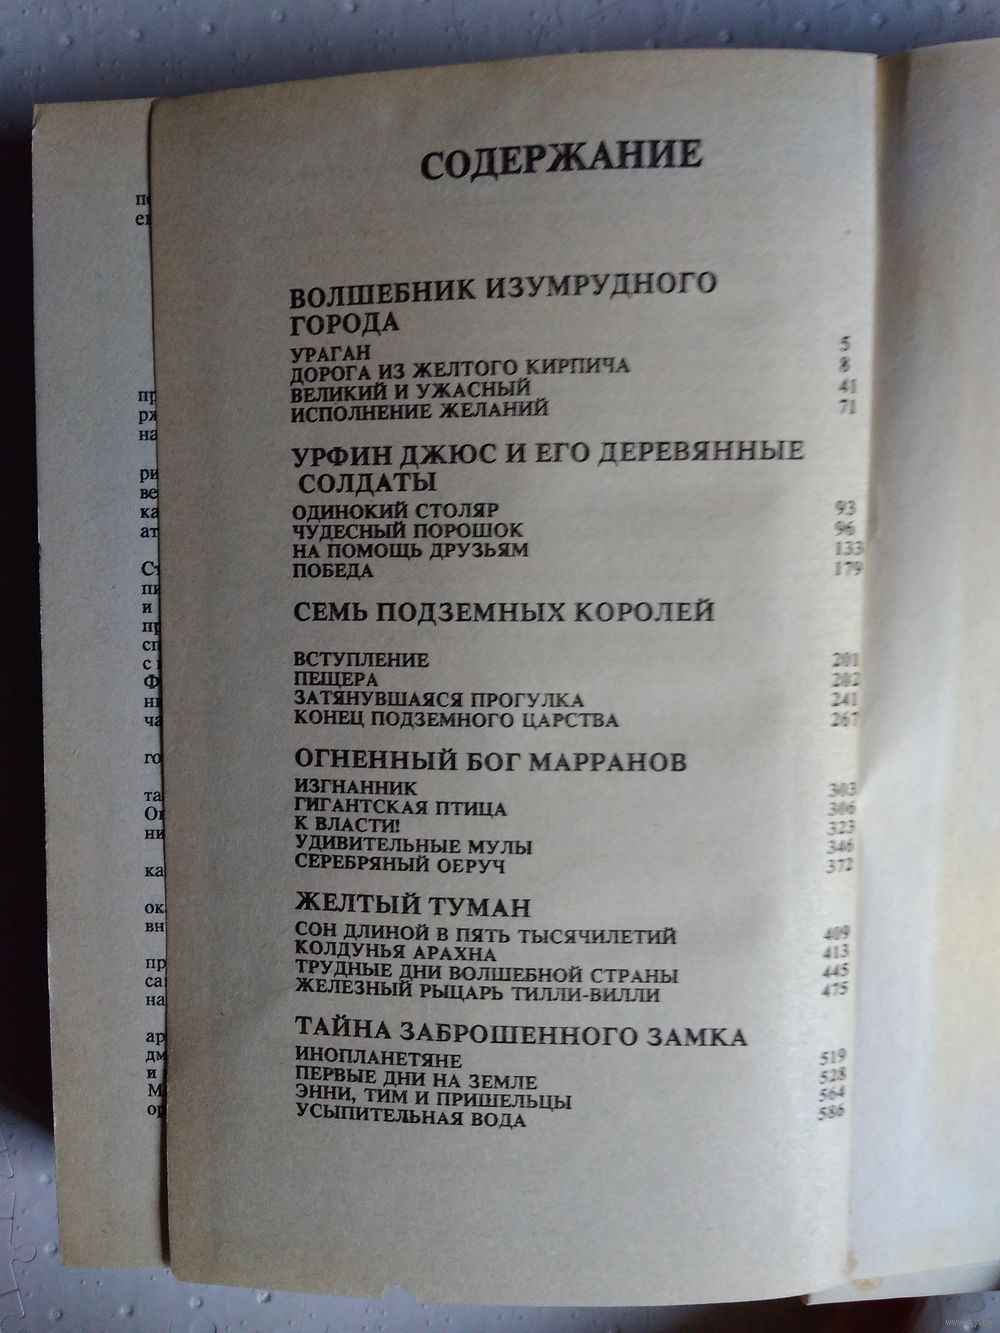 СОДЕРЖАНИЕ
ВОЛШЕБНИК ИЗУМРУДНОГО
ГОРОДА
УРАГАН 5
ДОРОГА ИЗ ЖЕЛТОГО КИРПИЧА 8
ВЕЛИКИЙ И УЖАСНЫЙ 41
ИСПОЛНЕНИЕ ЖЕЛАНИЙ 71
УРФИН ДЖЮС И ЕГО ДЕРЕВЯННЫЕ
СОЛДАТЫ
ОДИНОКИЙ СТОЛЯР 93
ЧУДЕСНЫЙ ПОРОШОК 96
НА ПОМОЩЬ ДРУЗЬЯМ 133
ПОБЕДА 179
СЕМЬ ПОДЗЕМНЫХ КОРОЛЕЙ
ВСТУПЛЕНИЕ 201
ПЕЩЕРА 202
ЗАТЯНУВШАЯСЯ ПРОГУЛКА 241
КОНЕЦ ПОДЗЕМНОГО ЦАРСТВА 267
ОГНЕННЫЙ БОГ МАРРАНОВ
ИЗГНАННИК 303
ГИГАНТСКАЯ ПТИЦА 306
К ВЛАСТИ! 323
УДИВИТЕЛЬНЫЕ МУЛЫ 346
СЕРЕБРЯНЫЙ ОЕРУЧ 372
ЖЕЛТЫЙ ТУМАН
СОН ДЛИНОЙ В ПЯТЬ ТЫСЯЧИЛЕТИЙ 409
КОЛДУНЬЯ АРАХНА 413
ТРУДНЫЕ ДНИ ВОЛШЕБНОЙ СТРАНЫ 445
ЖЕЛЕЗНЫЙ РЫЦАРЬ ТИЛЛИ-ВИЛЛИ 475
ТАЙНА ЗАБРОШЕННОГО ЗАМКА
ИНОПЛАНЕТЯНЕ 519
ПЕРВЫЕ ДНИ НА ЗЕМЛЕ 528
ЭННИ, ТИМ И ПРИШЕЛЬЦЫ 564
УСЫПИТЕЛЬНАЯ ВОДА 586